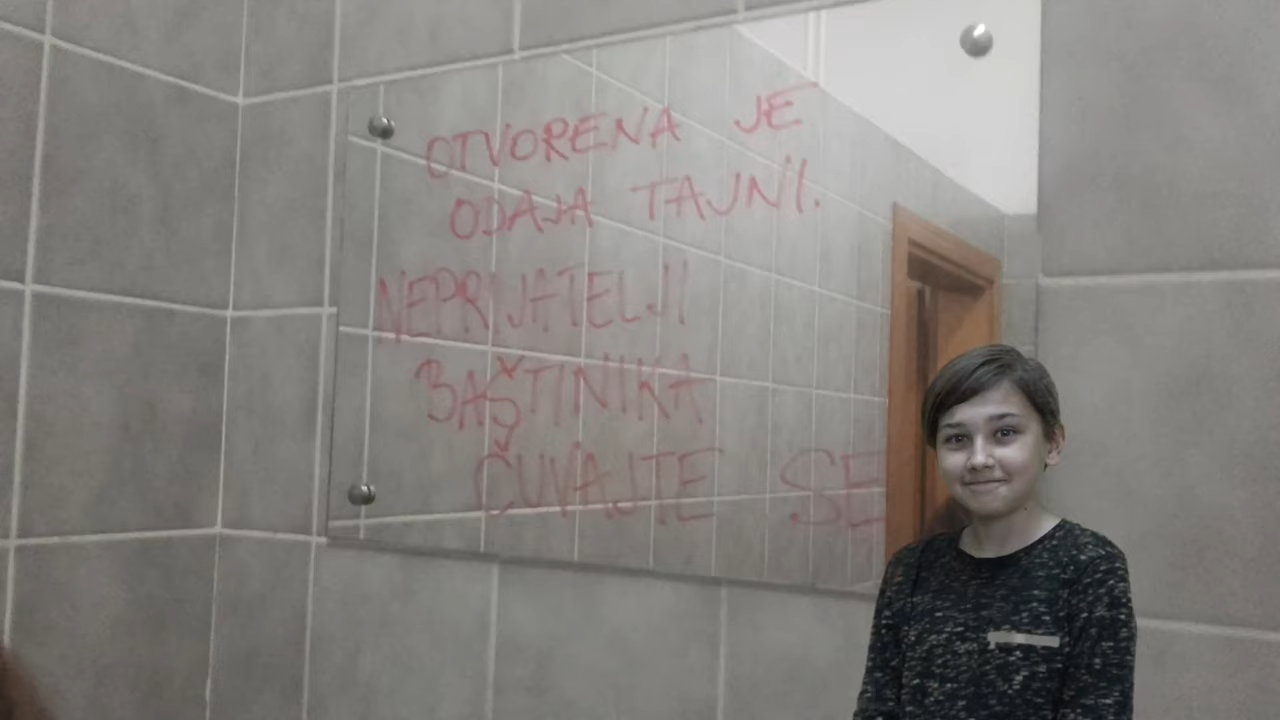 OTVORENA JE
ODAJA TAJNI.
NEPRIJATELJI
BAŠTINIKA
ČUVAJTE SE